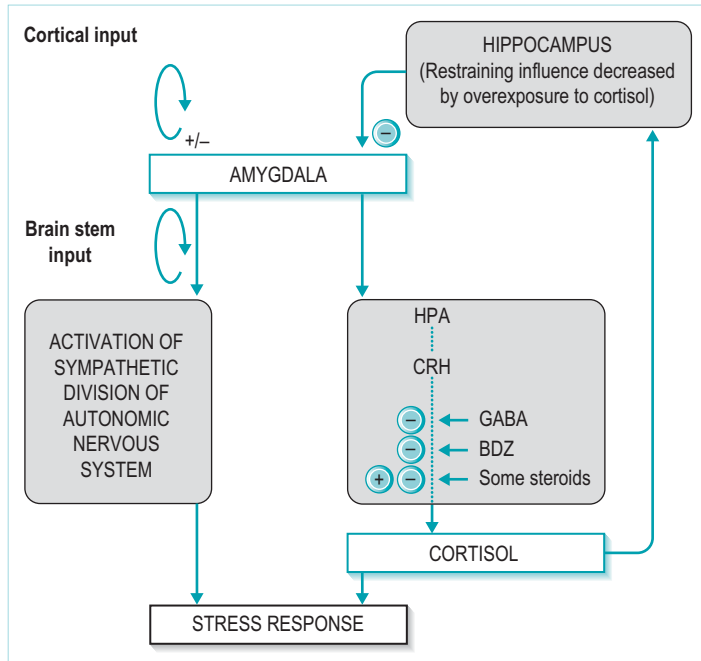 Cortical input
HIPPOCAMPUS
(Restraining influence decreased
by overexposure to cortisol)
+/–
–
AMYGDALA
Brain stem
input
ACTIVATION OF
SYMPATHETIC
DIVISION OF
AUTONOMIC
NERVOUS
SYSTEM
HPA
CRH
– GABA
– BDZ
+ – Some steroids
CORTISOL
STRESS RESPONSE